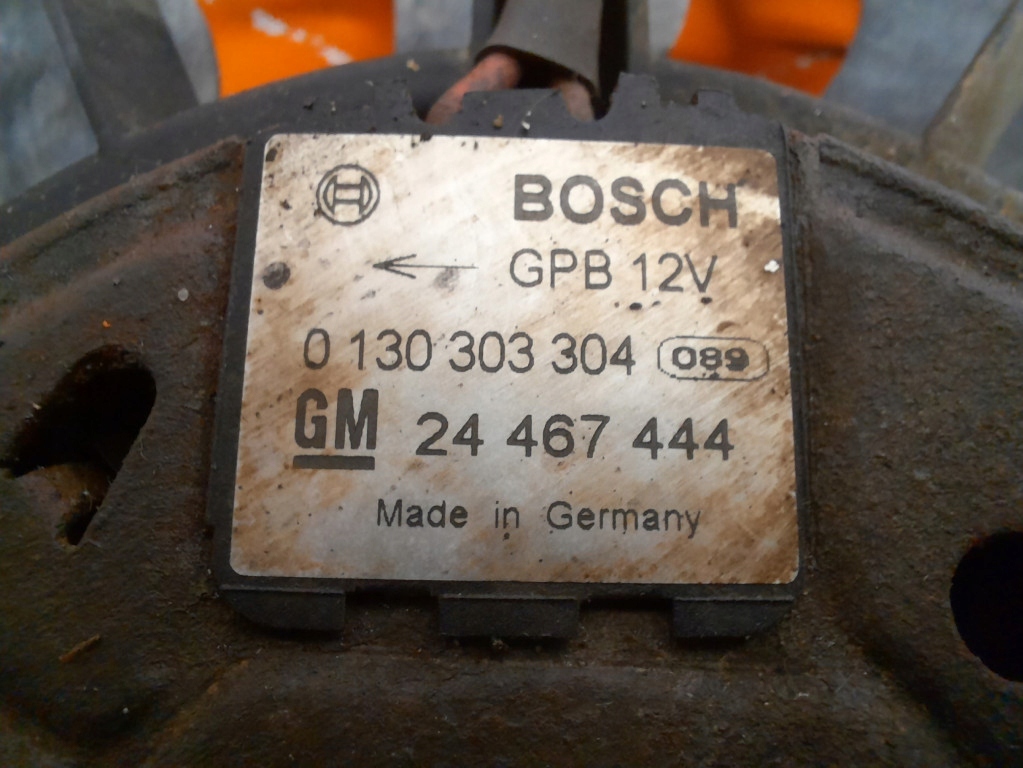 BOSCH
GPB 12V
0 130 303 304 089
GM 24 467 444
Made in Germany